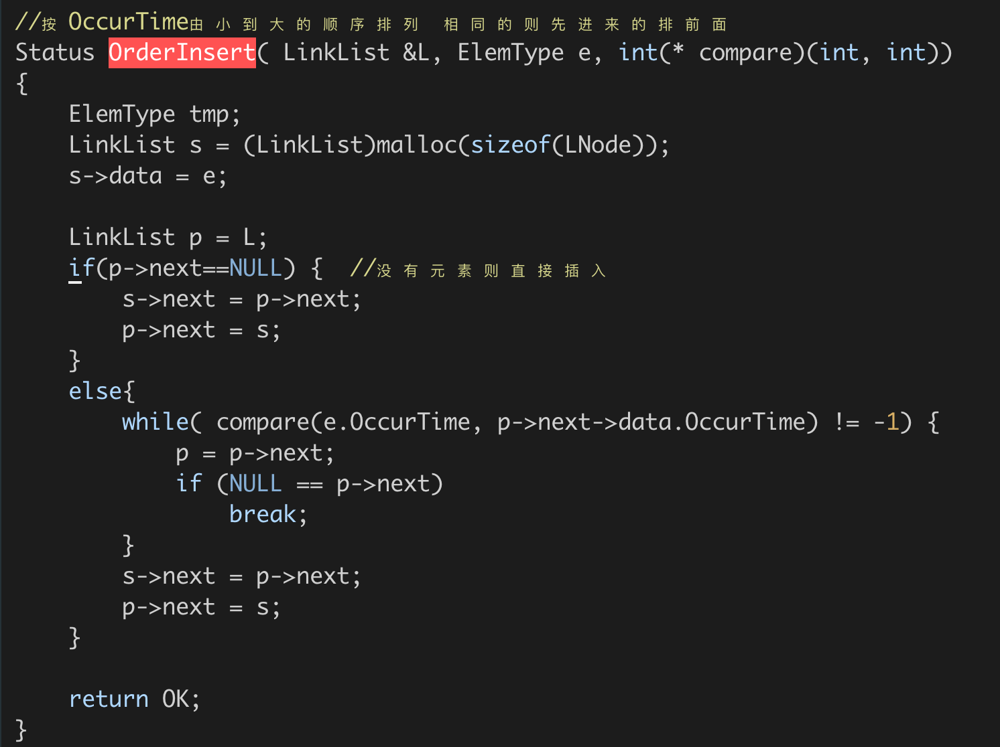 //按 OccurTime由小到大的顺序排列 相同的则先进来的排前面
Status OrderInsert( LinkList &L, ElemType e, int(* compare)(int, int))
{
    ElemType tmp;
    LinkList s = (LinkList)malloc(sizeof(LNode));
    s->data = e;

    LinkList p = L;
    if(p->next==NULL) {  //没有元素则直接插入
        s->next = p->next;
        p->next = s;
    }
    else{
        while( compare(e.OccurTime, p->next->data.OccurTime) != -1) {
            p = p->next;
            if (NULL == p->next)
                break;
        }
        s->next = p->next;
        p->next = s;
    }

    return OK;
}